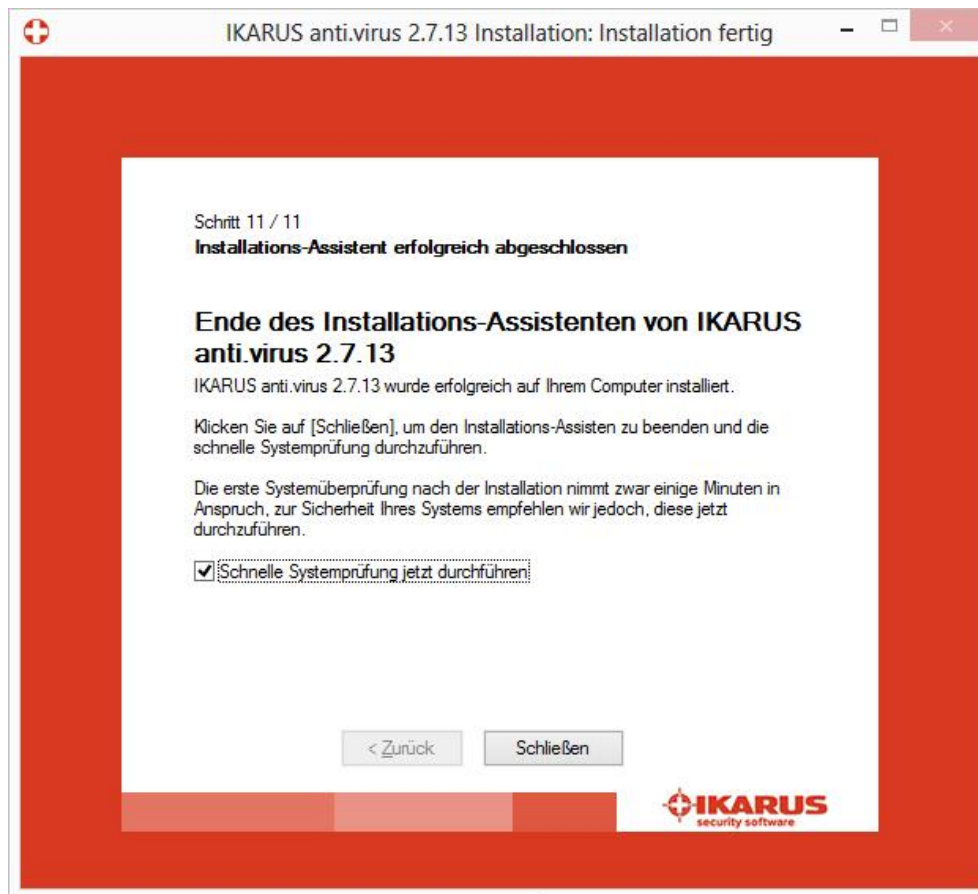 IKARUS anti.virus 2.7.13 Installation: Installation fertig
Schritt 11 / 11
Installations-Assistent erfolgreich abgeschlossen
Ende des Installations-Assistenten von IKARUS
anti.virus 2.7.13
IKARUS anti.virus 2.7.13 wurde erfolgreich auf Ihrem Computer installiert.
Klicken Sie auf [Schließen], um den Installations-Assisten zu beenden und die
schnelle Systemprüfung durchzuführen.
Die erste Systemüberprüfung nach der Installation nimmt zwar einige Minuten in
Anspruch, zur Sicherheit Ihres Systems empfehlen wir jedoch, diese jetzt
durchzuführen.
Schnelle Systemprüfung jetzt durchführen
< Zurück
Schließen
IKARUS
security software